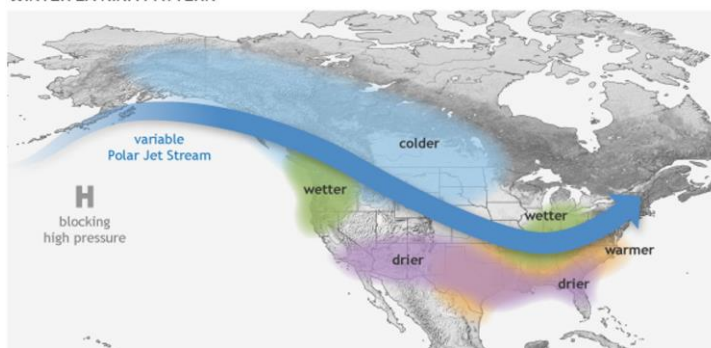 variable
Polar Jet Stream
colder
wetter
H
blocking
high pressure
wetter
warmer
drier
drier